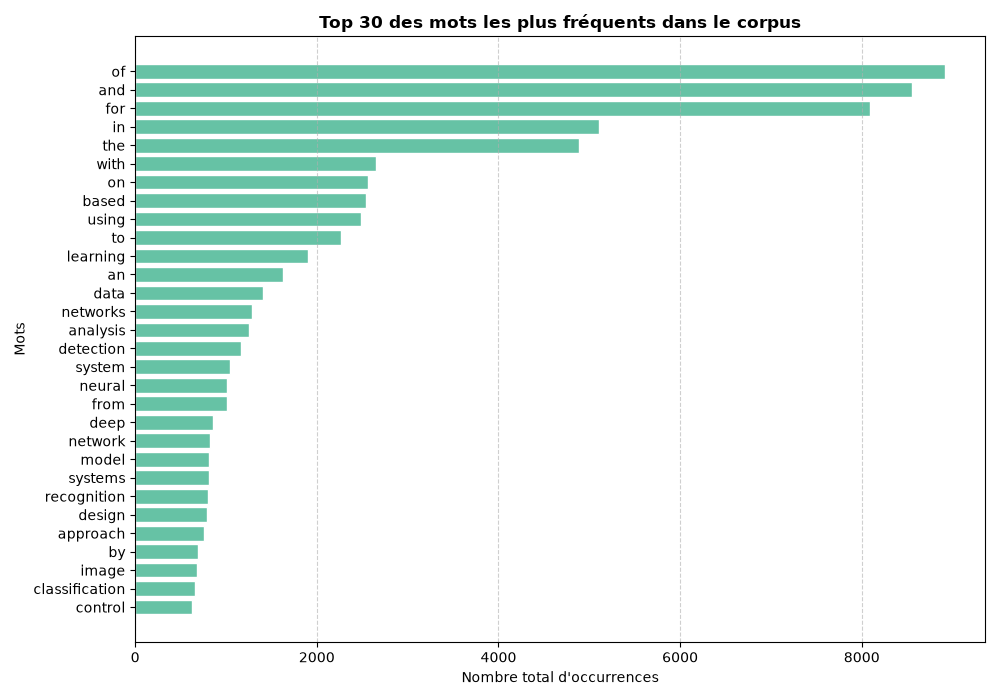 Top 30 des mots les plus fréquents dans le corpus
Mots
of
and
for
in
the
with
on
based
using
to
learning
an
data
networks
analysis
detection
system
neural
from
deep
network
model
systems
recognition
design
approach
by
image
classification
control
0 2000 4000 6000 8000
Nombre total d'occurrences